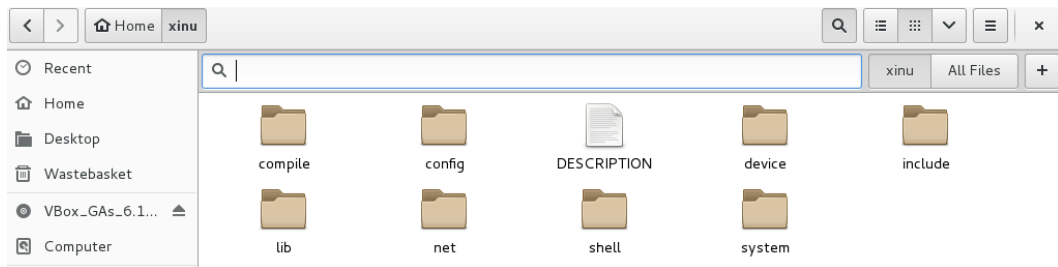 Home xinu
xinu All Files
Recent
Home
Desktop
Wastebasket
VBox_GAs_6.1...
Computer
compile config DESCRIPTION device include
lib net shell system